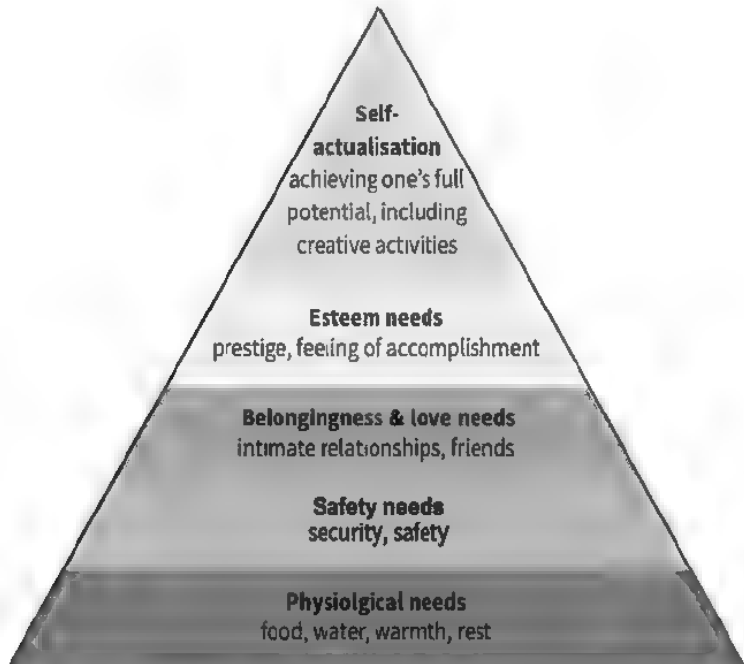 Self-
actualisation
achieving one's full
potential, including
creative activities
Esteem needs
prestige, feeling of accomplishment
Belongingness & love needs
intimate relationships, friends
Safety needs
security, safety
Physiolgical needs
food, water, warmth, rest